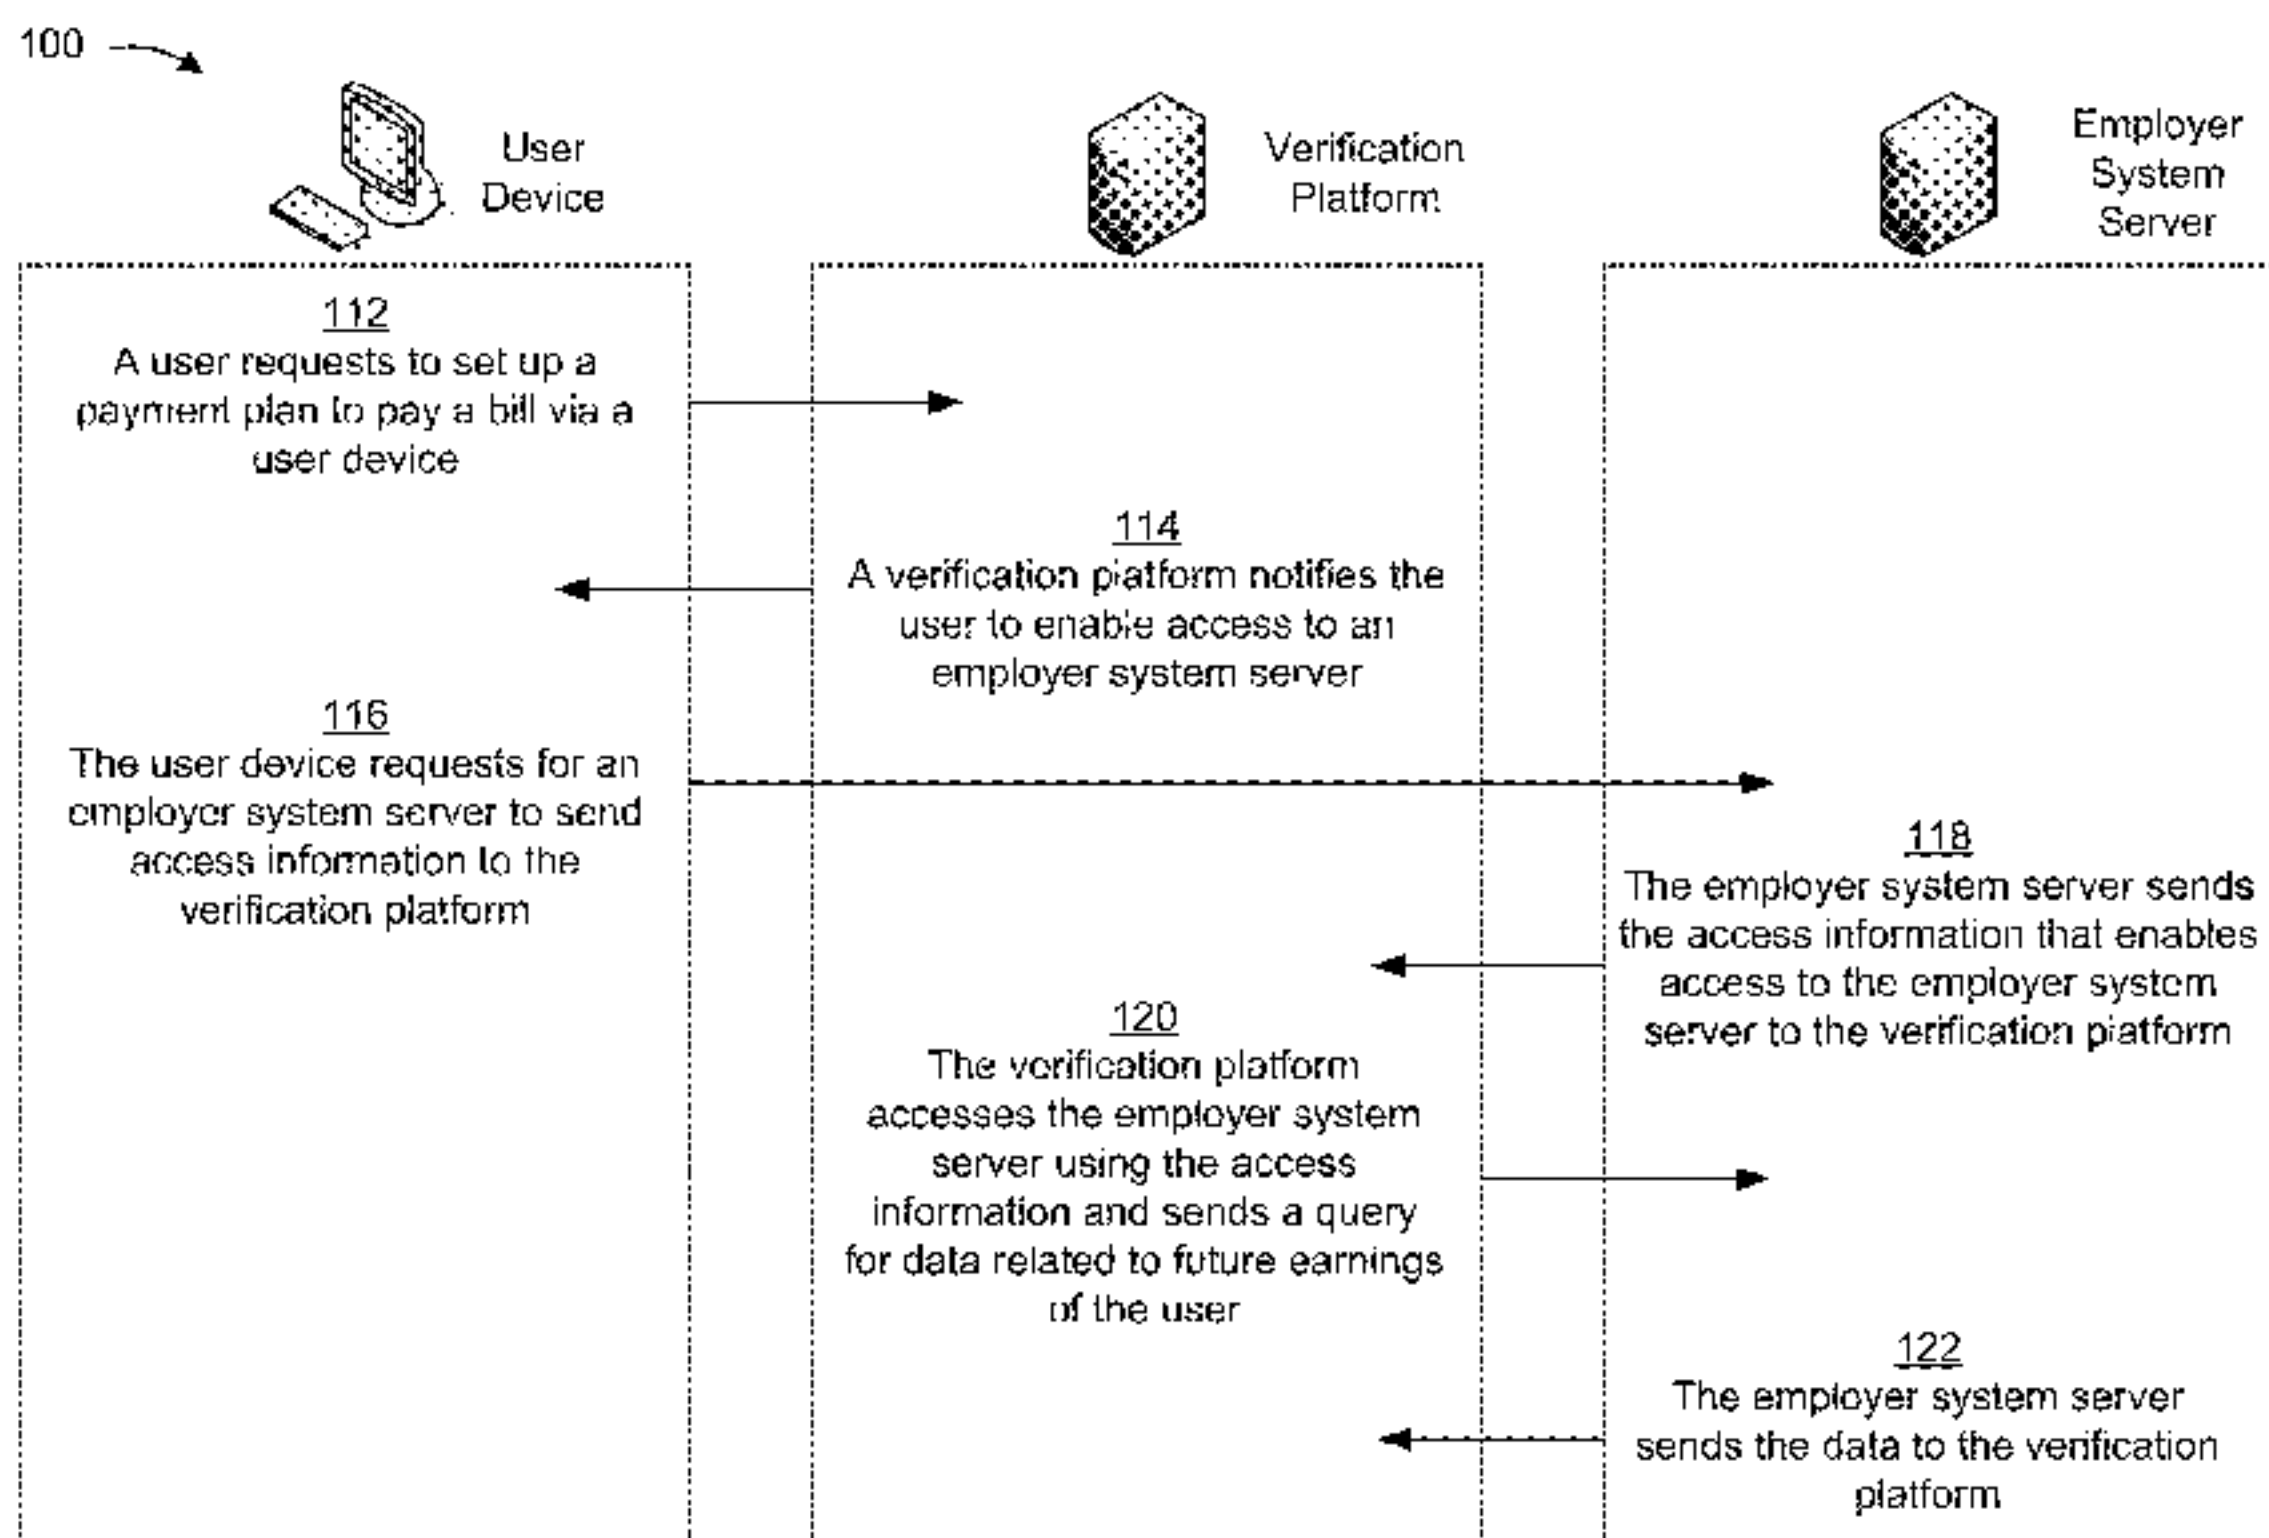 100
User
Device
Verification
Platform
Employer
System
Server
112
A user requests to set up a
payment plan to pay a bill via a
user device
114
A verification platform notifies the
user to enable access to an
employer system server
116
The user device requests for an
employer system server to send
access information to the
verification platform
118
The employer system server sends
the access information that enables
access to the employer system
server to the verification platform
120
The verification platform
accesses the employer system
server using the access
information and sends a query
for data related to future earnings
of the user
122
The employer system server
sends the data to the verification
platform